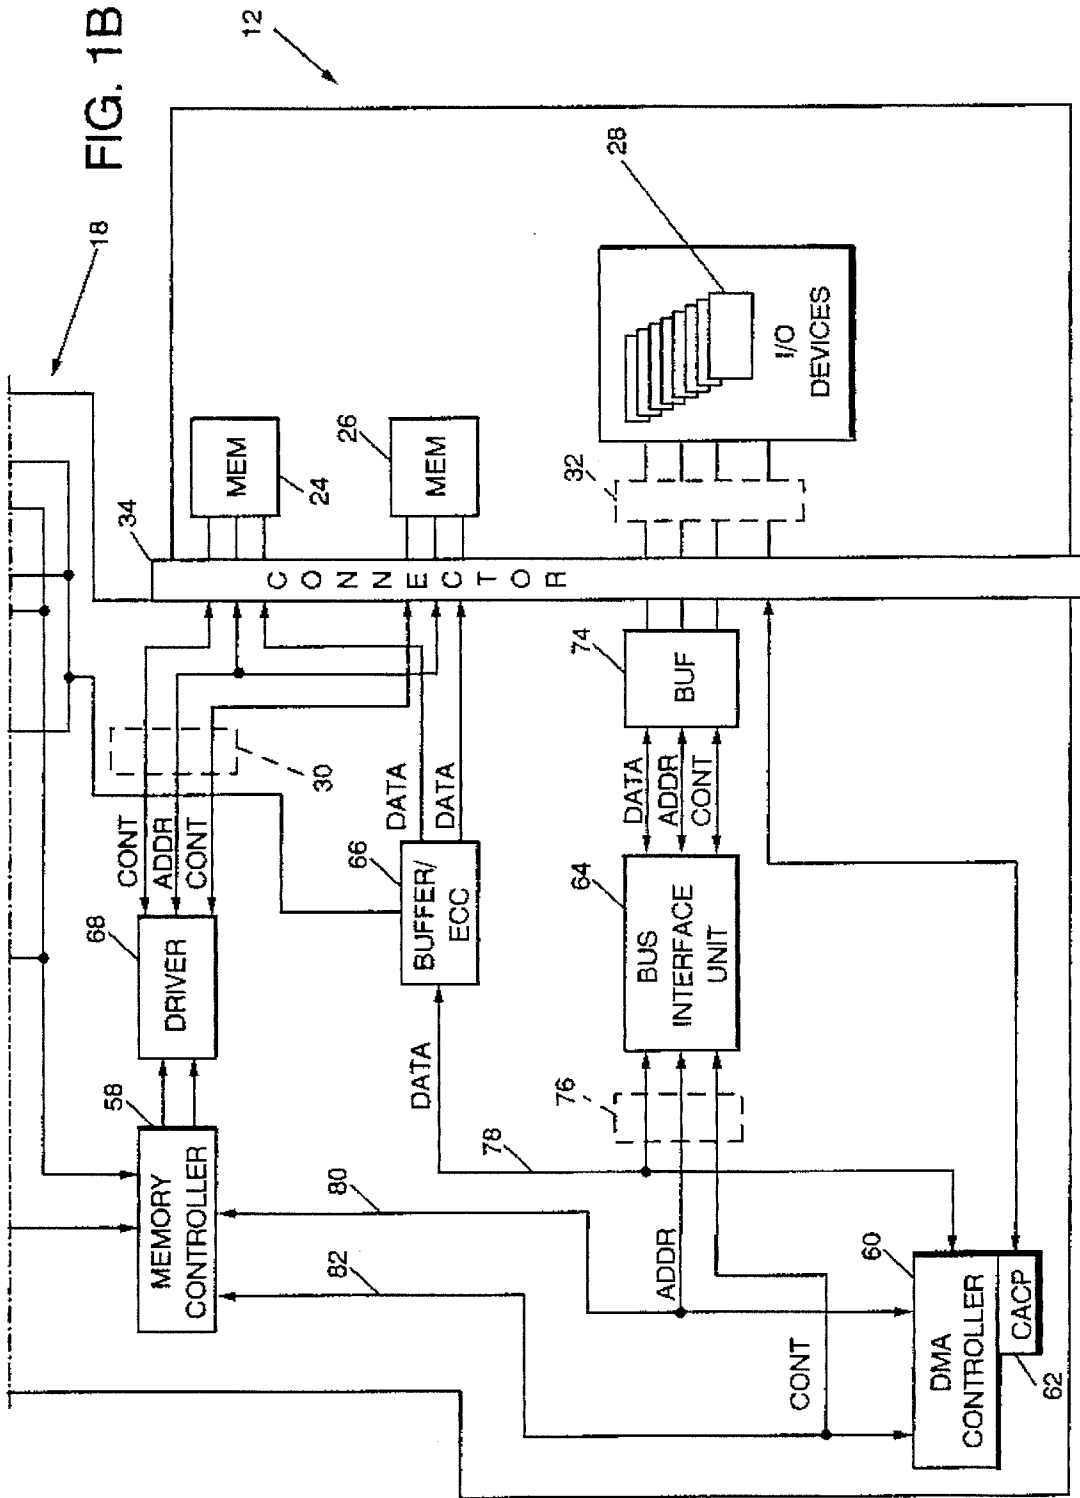 FIG. 1B
18
12
34
MEM
24
26
MEM
32
28
I/O
DEVICES
CONNECTOR
30
CONT
ADDR
CONT
68
DRIVER
58
MEMORY
CONTROLLER
DATA
DATA
66
BUFFER/
ECC
DATA
74
BUF
DATA
ADDR
CONT
64
BUS
INTERFACE
UNIT
76
78
80
82
ADDR
CONT
60
DMA
CONTROLLER
CACP
62